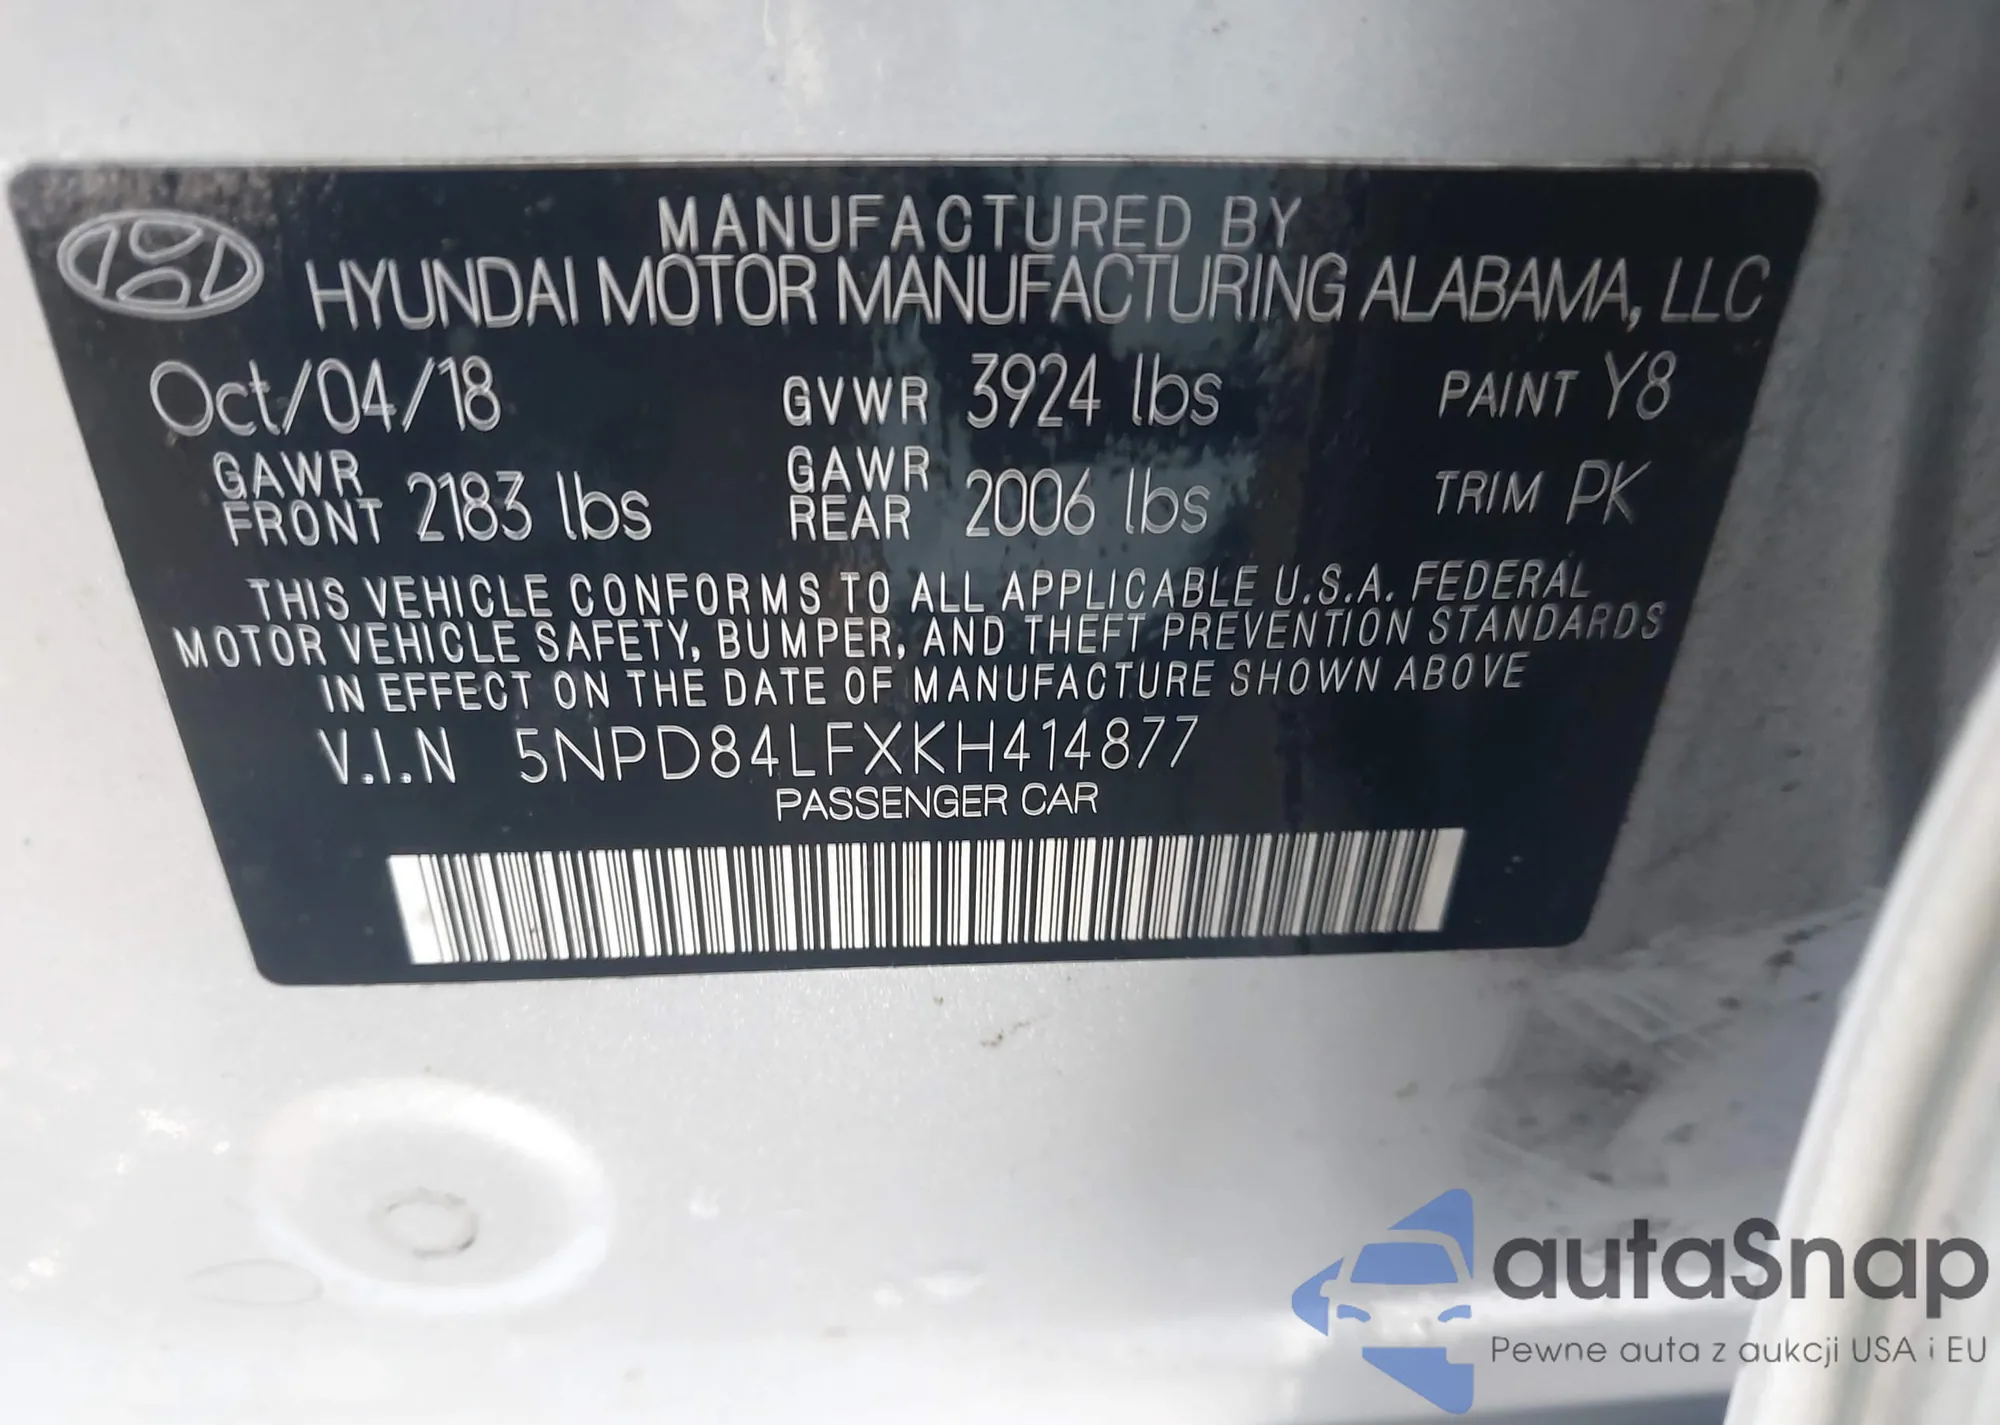 MANUFACTURED BY
HYUNDAI MOTOR MANUFACTURING ALABAMA, LLC
Oct/04/18 GVWR 3924 lbs PAINT Y8
GAWR FRONT 2183 lbs GAWR REAR 2006 lbs TRIM PK
THIS VEHICLE CONFORMS TO ALL APPLICABLE U.S.A. FEDERAL
MOTOR VEHICLE SAFETY, BUMPER, AND THEFT PREVENTION STANDARDS
IN EFFECT ON THE DATE OF MANUFACTURE SHOWN ABOVE
V.I.N 5NPD84LFXKH414877
PASSENGER CAR
autaSnap
Pewne auta z aukcji USA i EU